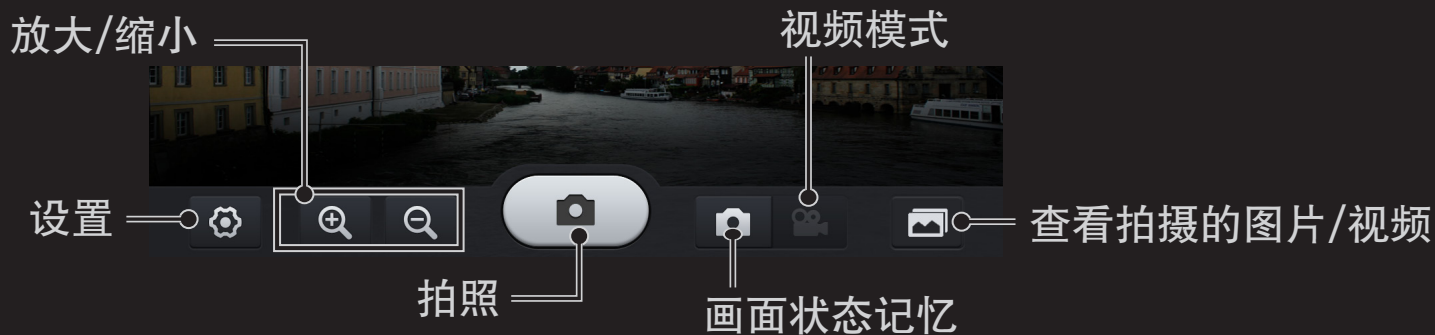 放大/缩小
视频模式
设置
查看拍摄的图片/视频
拍照
画面状态记忆